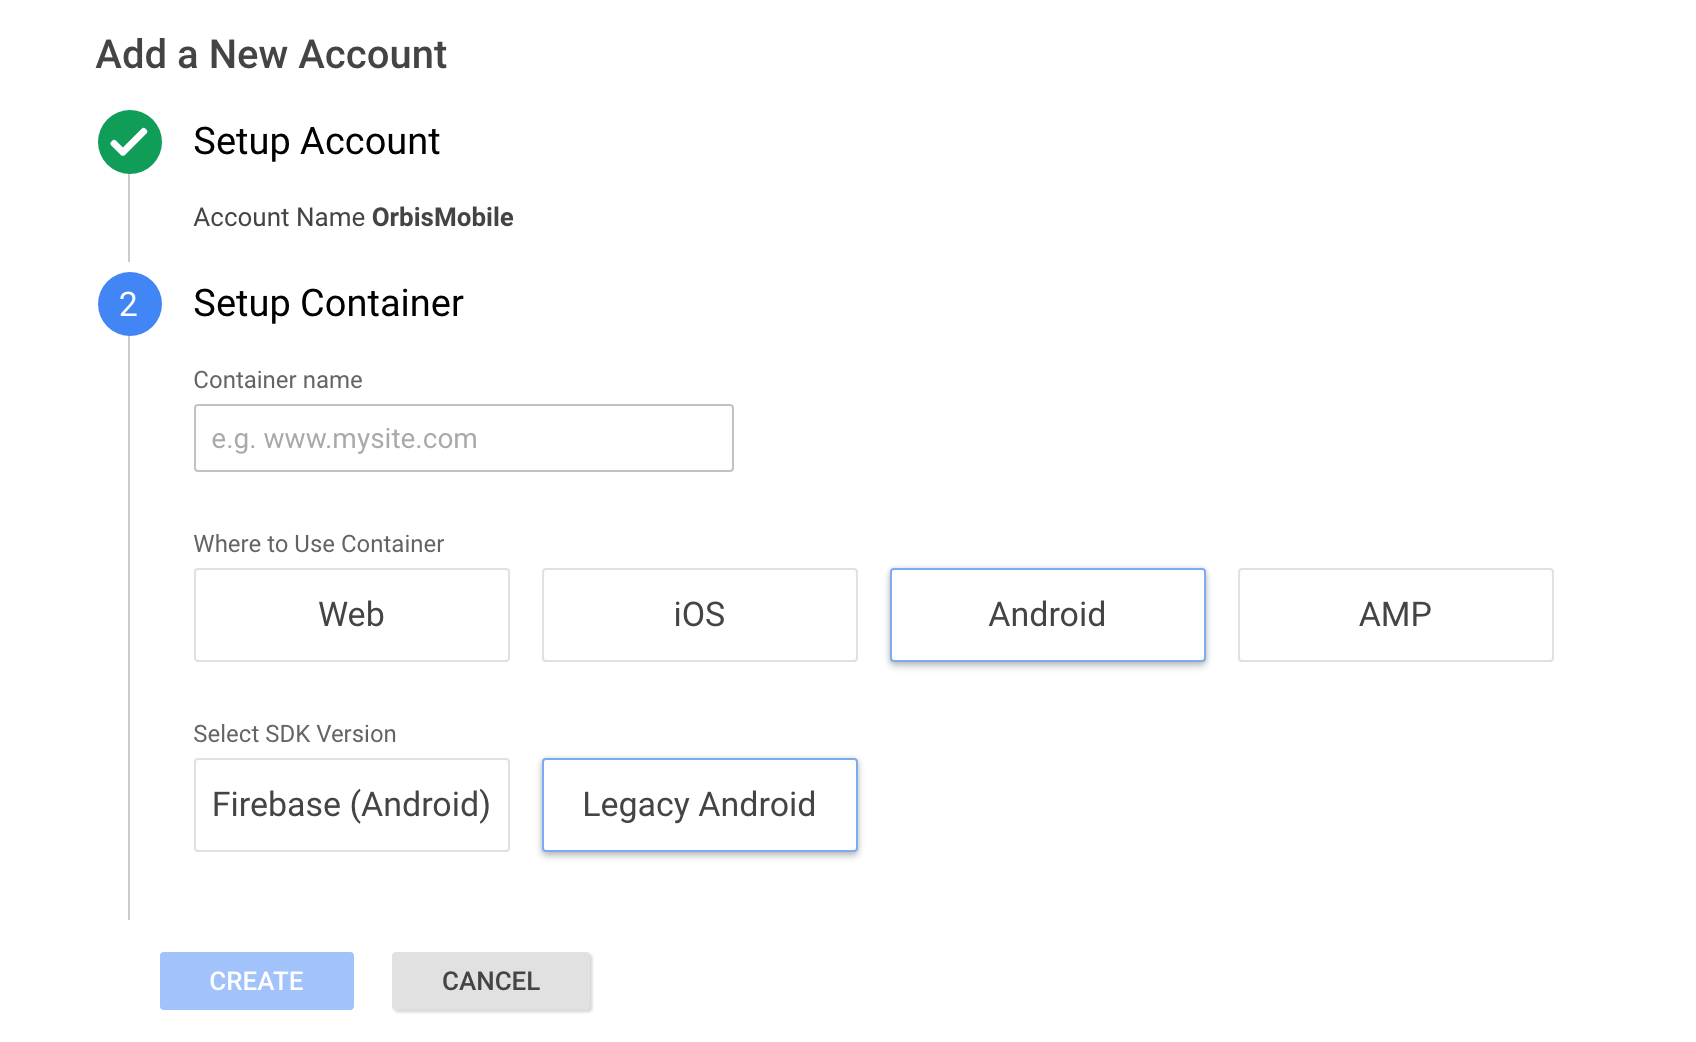 Add a New Account
Setup Account
Account Name OrbisMobile
2 Setup Container
Container name
e.g. www.mysite.com
Where to Use Container
Web iOS Android AMP
Select SDK Version
Firebase (Android) Legacy Android
CREATE CANCEL